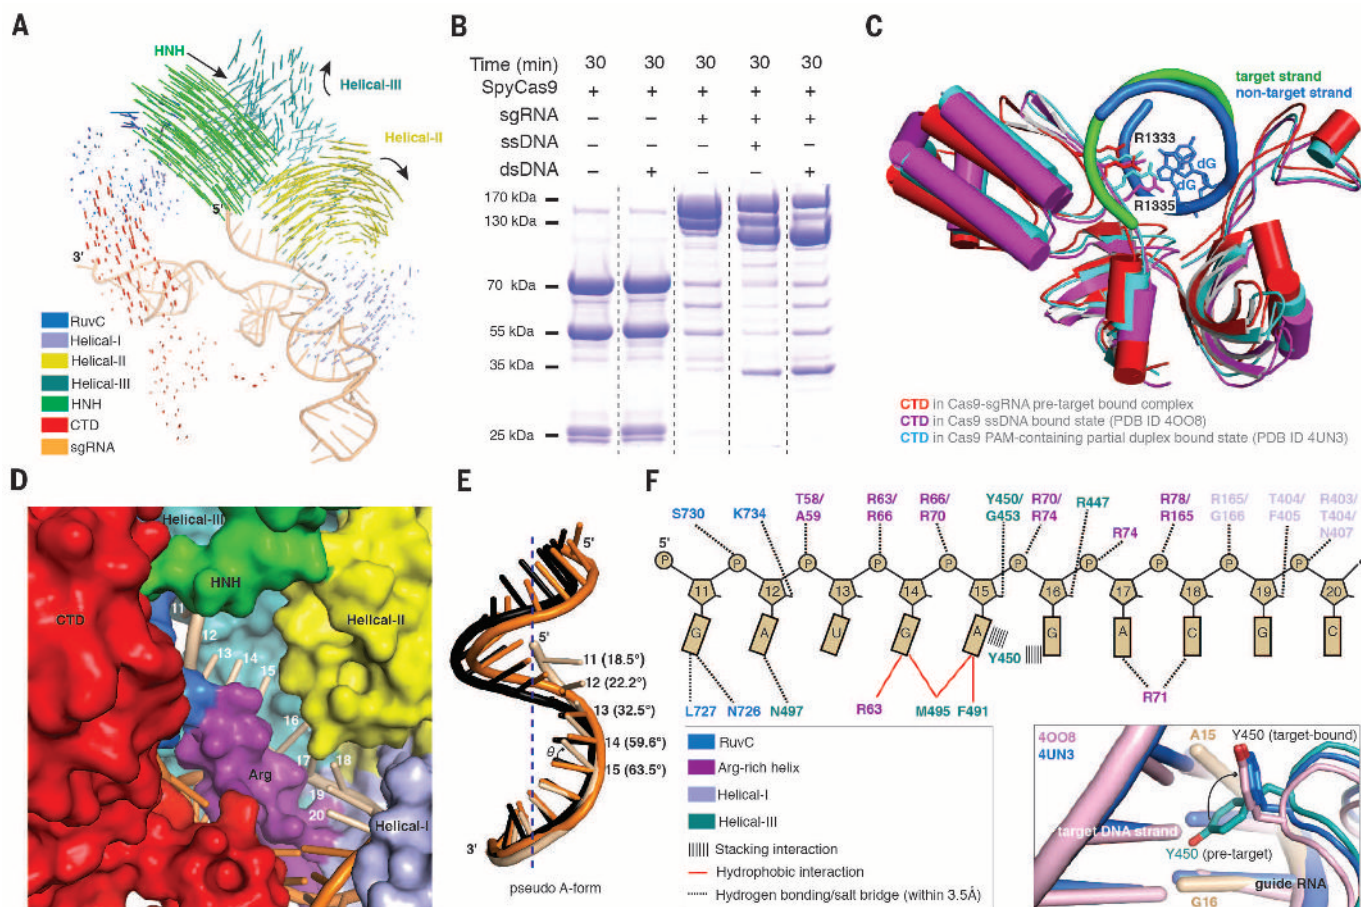 A
HNH
Helical-III
Helical-II
5'
3'
RuvC
Helical-I
Helical-II
Helical-III
HNH
CTD
sgRNA
B
Time (min) 30 30 30 30 30
SpyCas9 + + + + +
sgRNA – – + + +
ssDNA – – – + –
dsDNA – + – – +
170 kDa
130 kDa
70 kDa
55 kDa
35 kDa
25 kDa
C
target strand
non-target strand
R1333
dG
dG
R1335
CTD in Cas9-sgRNA pre-target bound complex
CTD in Cas9 ssDNA bound state (PDB ID 4OO8)
CTD in Cas9 PAM-containing partial duplex bound state (PDB ID 4UN3)
D
Helical-III
HNH
CTD
Helical-II
11
12
13
14
15
16
17
18
19
20
Arg
Helical-I
E
5'
5'
11 (18.5°)
12 (22.2°)
13 (32.5°)
14 (59.6°)
θ
15 (63.5°)
3'
pseudo A-form
F
S730 K734 T58/ A59 R63/ R66 R66/ R70 Y450/ G453 R70/ R74 R447 R74 R78/ R165 R165/ G166 T404/ F405 R403/ T404/ N407
5'
P P P P P P P P P P
11 12 13 14 15 16 17 18 19 20
G A U G A G A C G C
Y450
R71
L727 N726 N497 R63 M495 F491
RuvC
Arg-rich helix
Helical-I
Helical-III
Stacking interaction
Hydrophobic interaction
Hydrogen bonding/salt bridge (within 3.5Å)
4OO8
4UN3
A15
Y450 (target-bound)
target DNA strand
Y450 (pre-target)
guide RNA
G16